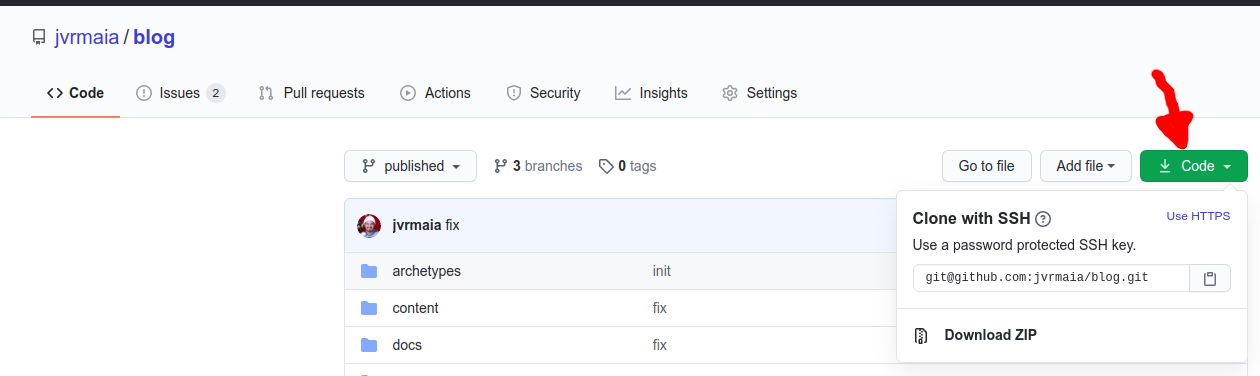 jvrmaia / blog
Code Issues 2 Pull requests Actions Security Insights Settings
published 3 branches 0 tags Go to file Add file Code
jvrmaia fix
archetypes init
content fix
docs fix
Clone with SSH Use HTTPS
Use a password protected SSH key.
git@github.com:jvrmaia/blog.git
Download ZIP